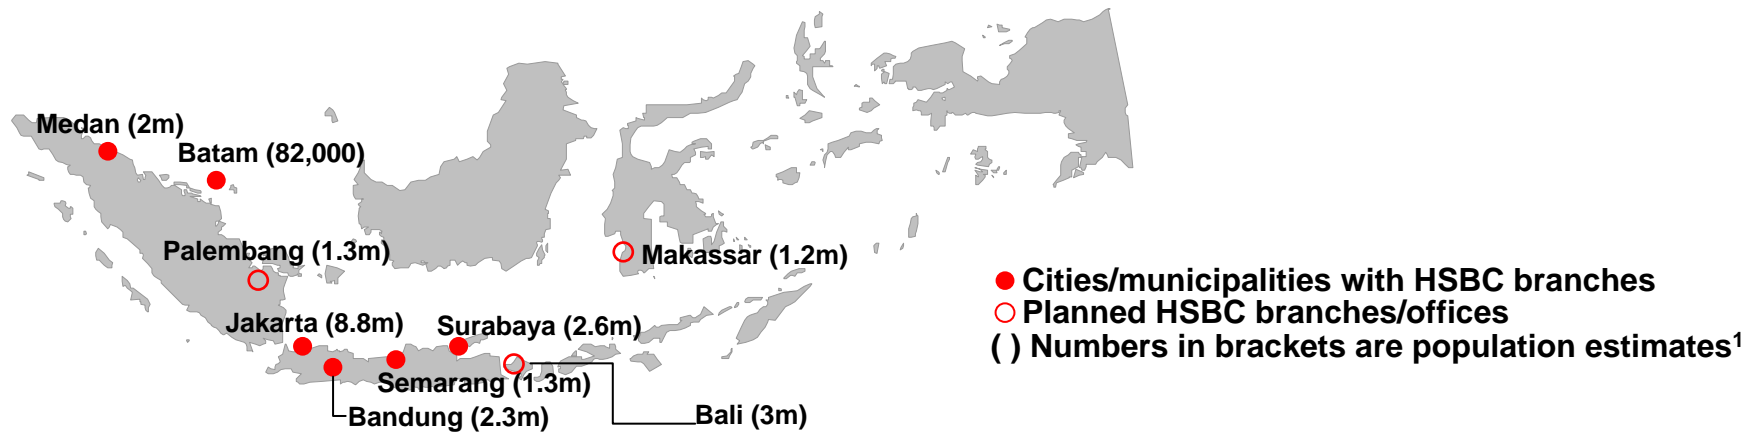 Medan (2m)
Batam (82,000)
Palembang (1.3m)
Makassar (1.2m)
Jakarta (8.8m)
Surabaya (2.6m)
Semarang (1.3m)
Bandung (2.3m)
Bali (3m)
Cities/municipalities with HSBC branches
Planned HSBC branches/offices
( ) Numbers in brackets are population estimates¹